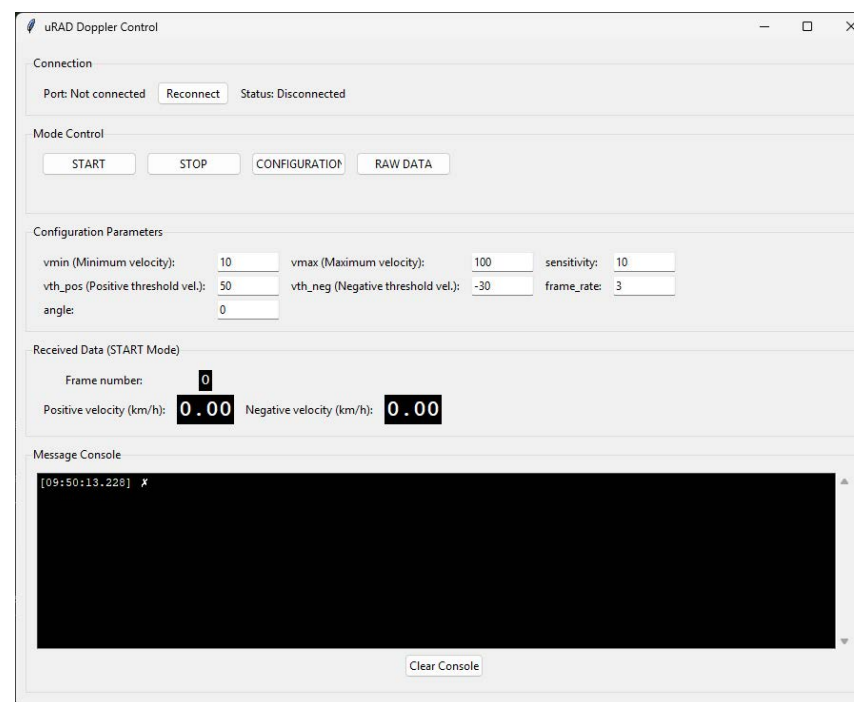 uRAD Doppler Control
Connection
Port: Not connected Reconnect Status: Disconnected
Mode Control
START STOP CONFIGURATION RAW DATA
Configuration Parameters
vmin (Minimum velocity): 10 vmax (Maximum velocity): 100 sensitivity: 10
vth_pos (Positive threshold vel.): 50 vth_neg (Negative threshold vel.): -30 frame_rate: 3
angle: 0
Received Data (START Mode)
Frame number: 0
Positive velocity (km/h): 0.00 Negative velocity (km/h): 0.00
Message Console
[09:50:13.228] ✗
Clear Console